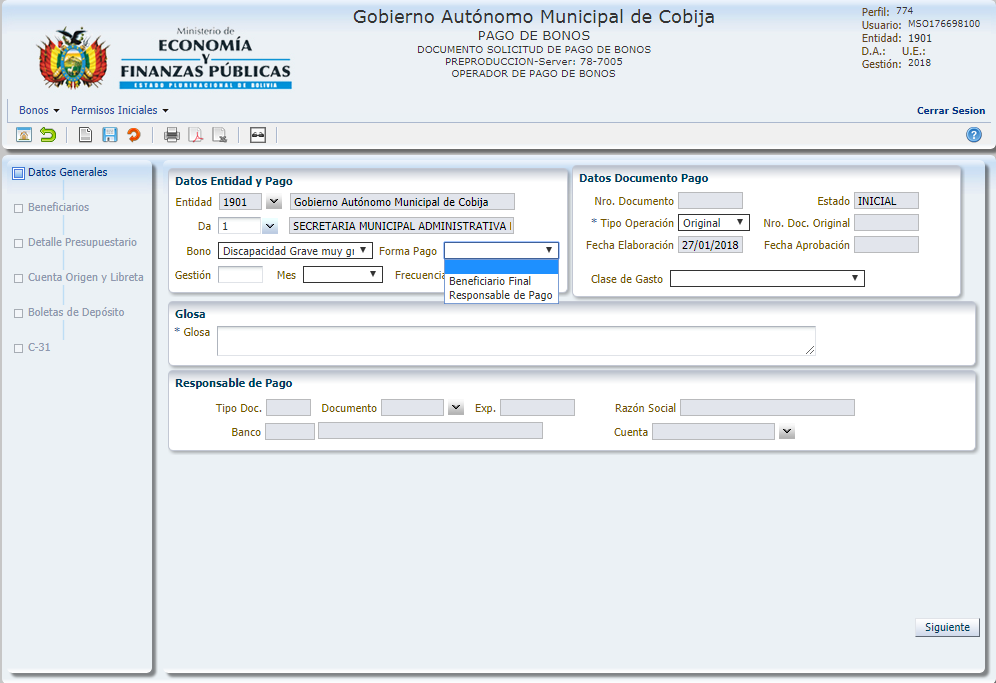 Ministerio de
ECONOMÍA
Y
FINANZAS PÚBLICAS
ESTADO PLURINACIONAL DE BOLIVIA
Gobierno Autónomo Municipal de Cobija
PAGO DE BONOS
DOCUMENTO SOLICITUD DE PAGO DE BONOS
PREPRODUCCION-Server: 78-7005
OPERADOR DE PAGO DE BONOS
Perfil: 774
Usuario: MSO176698100
Entidad: 1901
D.A.: U.E.:
Gestión: 2018
Bonos Permisos Iniciales Cerrar Sesion
Datos Generales
Beneficiarios
Detalle Presupuestario
Cuenta Origen y Libreta
Boletas de Depósito
C-31
Datos Entidad y Pago
Entidad 1901 Gobierno Autónomo Municipal de Cobija
Da 1 SECRETARIA MUNICIPAL ADMINISTRATIVA
Bono Discapacidad Grave muy gr Forma Pago
Gestión Mes Frecuencia
Beneficiario Final
Responsable de Pago
Datos Documento Pago
Nro. Documento Estado INICIAL
* Tipo Operación Original Nro. Doc. Original
Fecha Elaboración 27/01/2018 Fecha Aprobación
Clase de Gasto
Glosa
* Glosa
Responsable de Pago
Tipo Doc. Documento Exp. Razón Social
Banco Cuenta
Siguiente